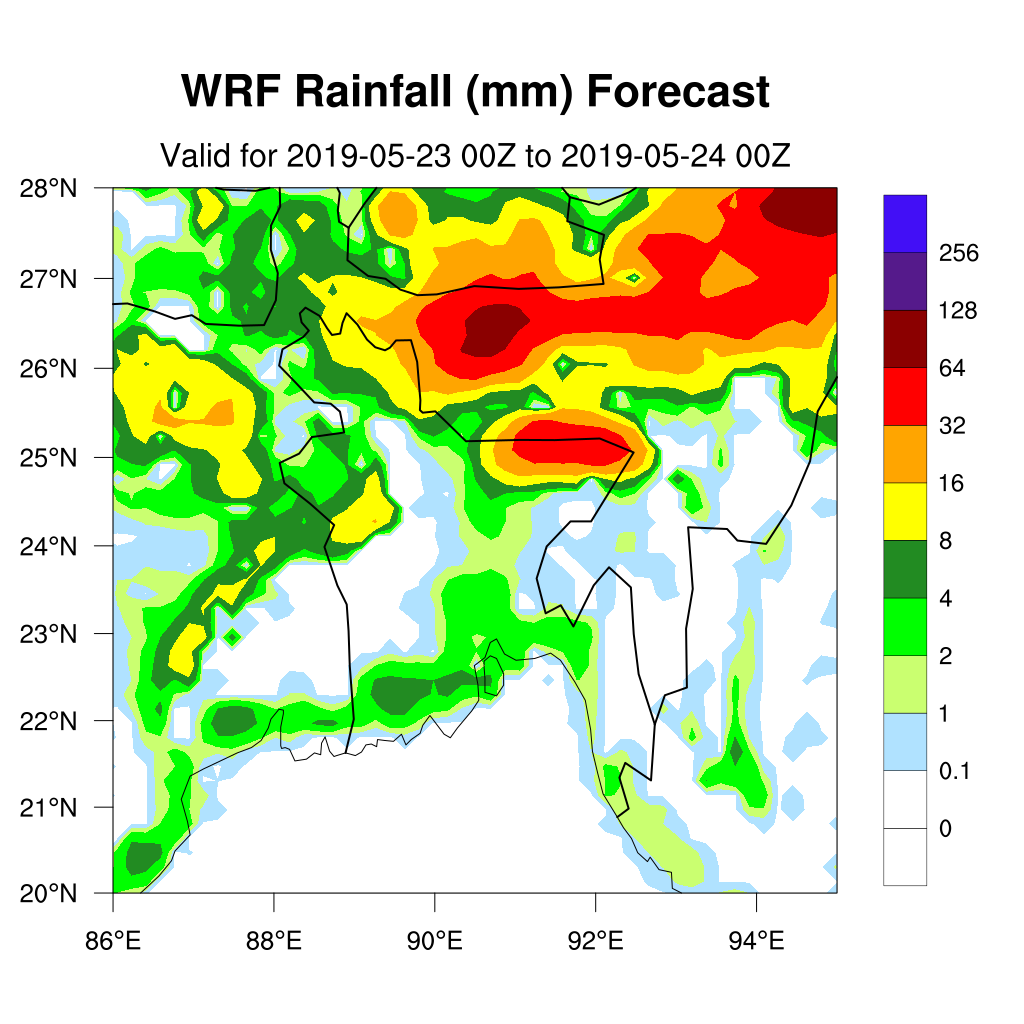 WRF Rainfall (mm) Forecast
Valid for 2019-05-23 00Z to 2019-05-24 00Z
28°N
27°N
26°N
25°N
24°N
23°N
22°N
21°N
20°N
86°E 88°E 90°E 92°E 94°E
256
128
64
32
16
8
4
2
1
0.1
0